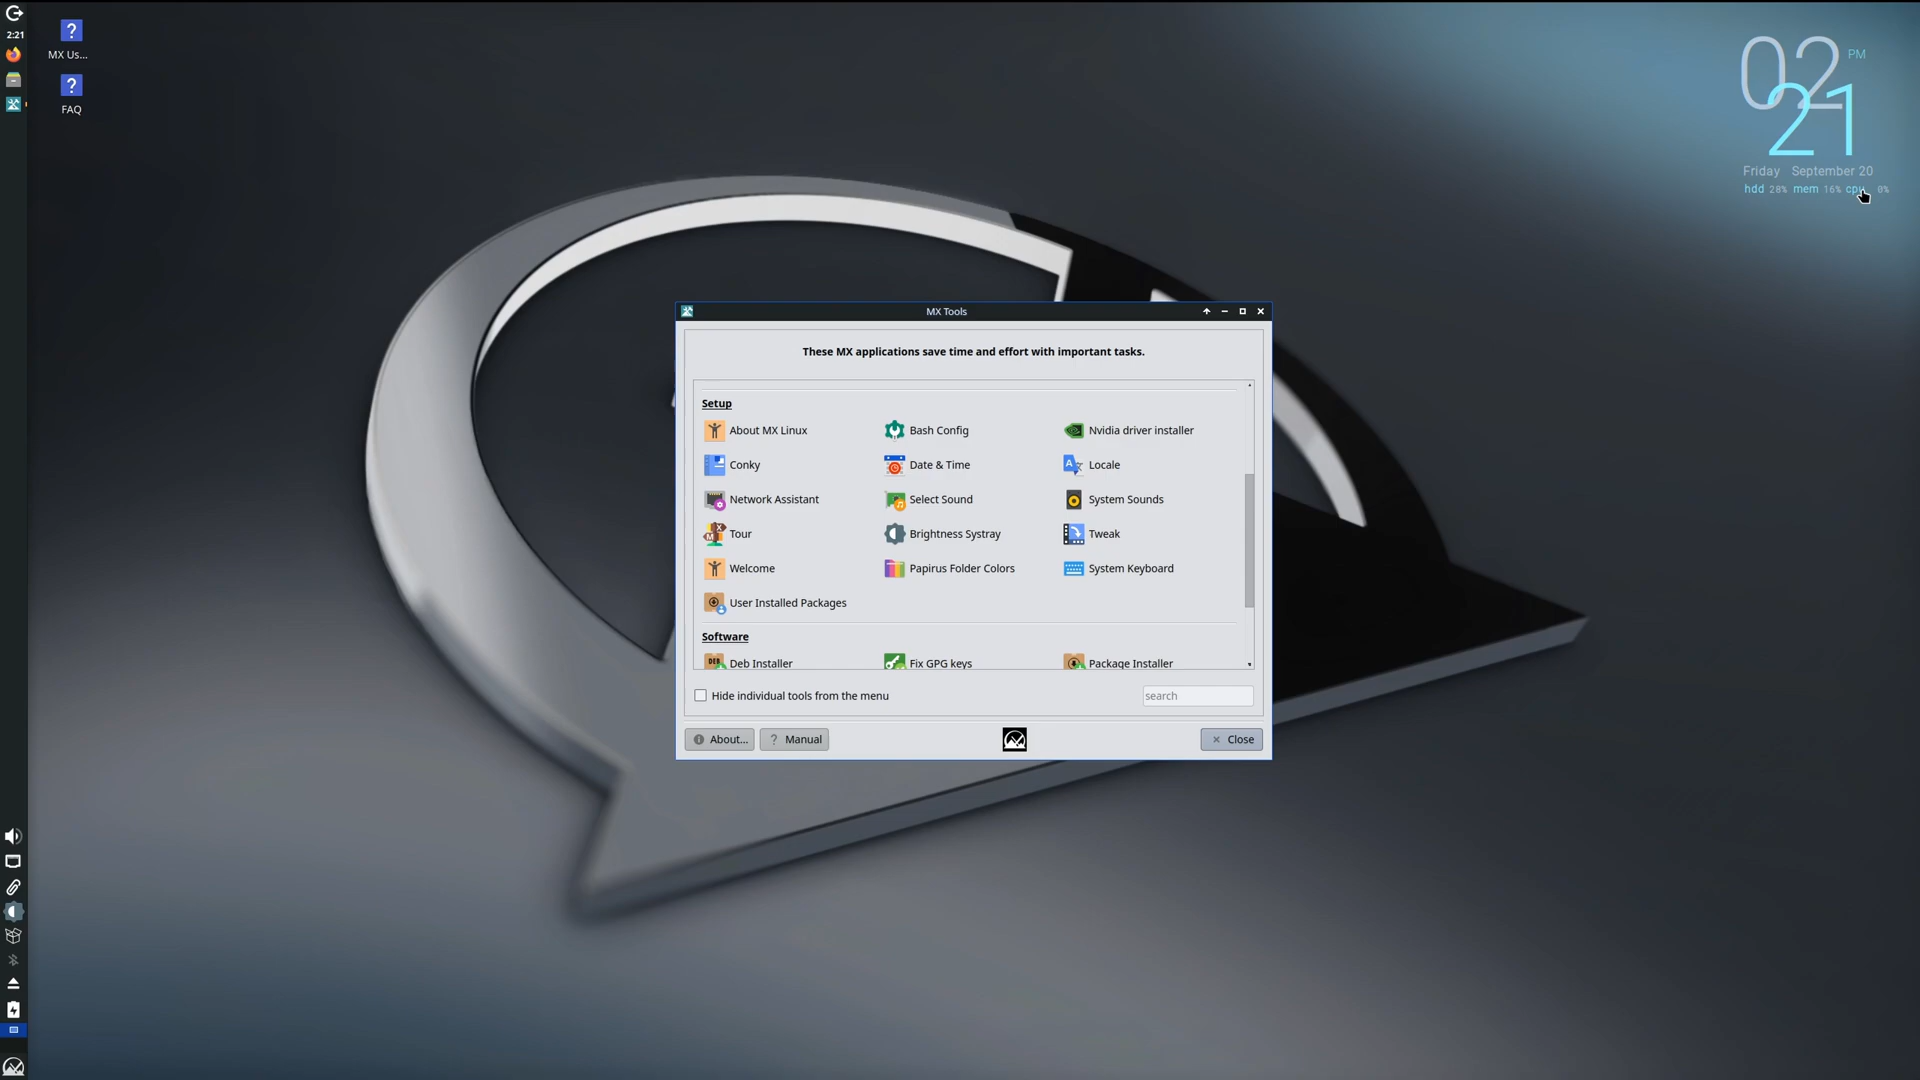 2:21
MX Us...
FAQ
02 PM
21
Friday September 20
hdd 28% mem 16% cpu 0%
MX Tools
These MX applications save time and effort with important tasks.
Setup
About MX Linux
Bash Config
Nvidia driver installer
Conky
Date & Time
Locale
Network Assistant
Select Sound
System Sounds
Tour
Brightness Systray
Tweak
Welcome
Papirus Folder Colors
System Keyboard
User Installed Packages
Software
Deb Installer
Fix GPG keys
Package Installer
Hide individual tools from the menu
search
About...
? Manual
Close